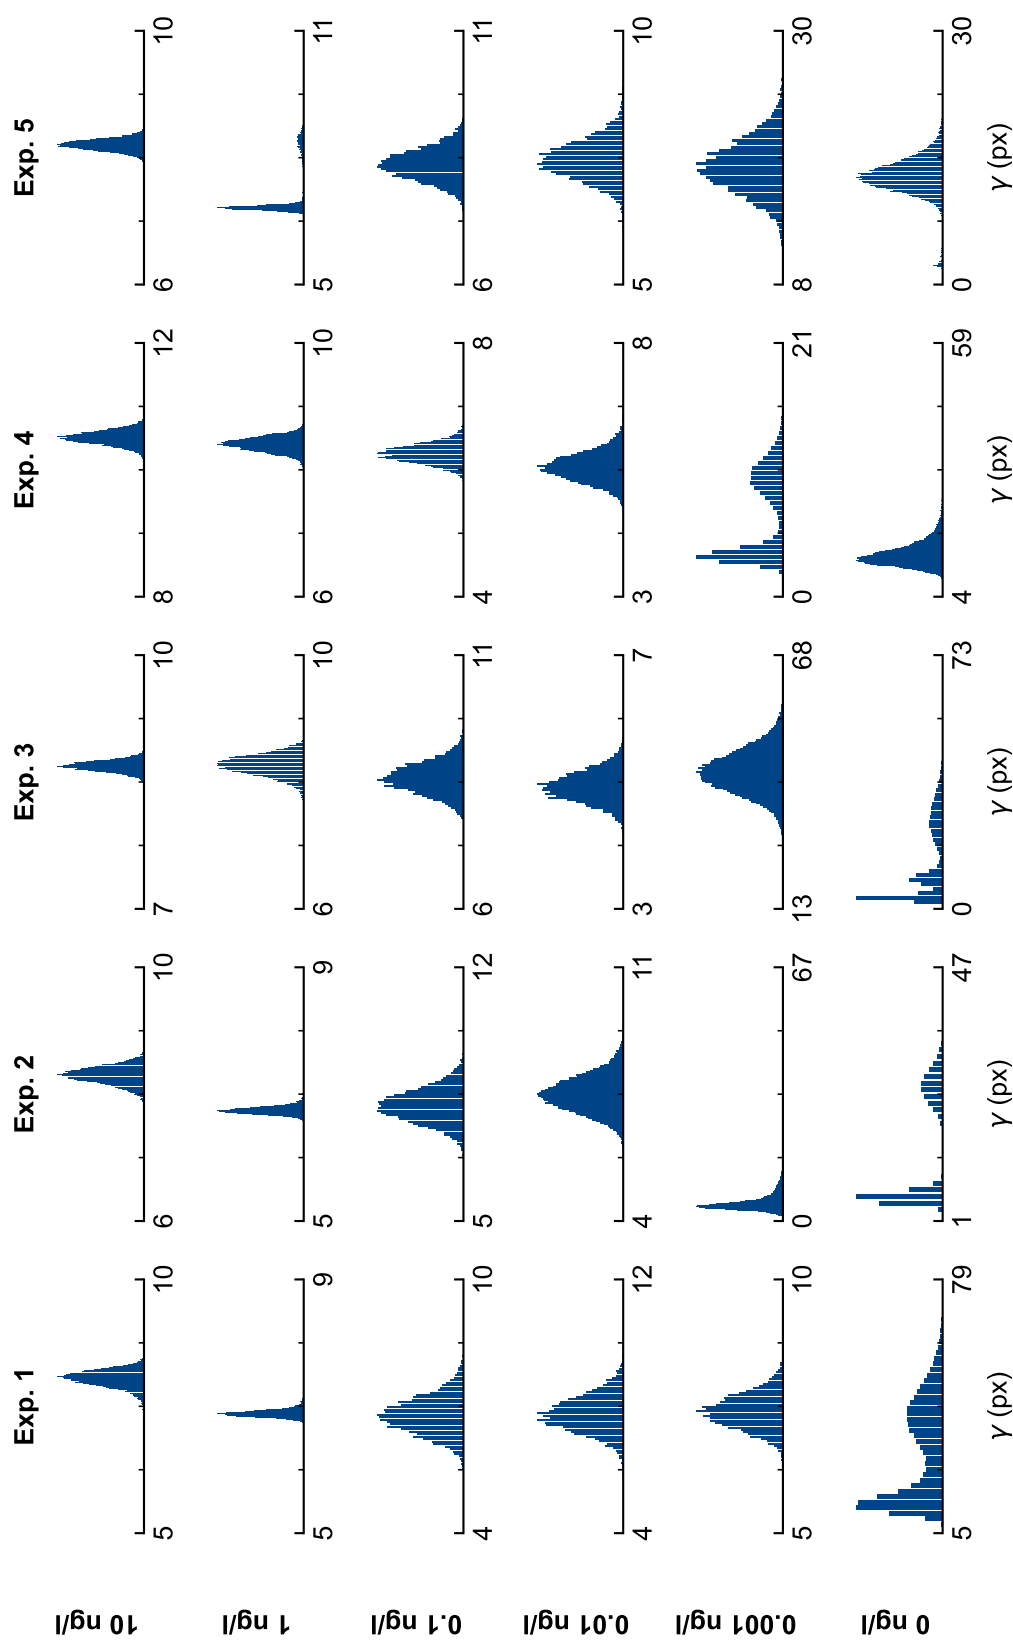 Exp. 1 Exp. 2 Exp. 3 Exp. 4 Exp. 5
10 ng/l
5 10 6 10 7 10 8 12 6 10
1 ng/l
5 9 5 9 6 10 6 10 5 11
0.1 ng/l
4 10 5 12 6 11 4 8 6 11
0.01 ng/l
4 12 4 11 3 7 3 8 5 10
0.001 ng/l
5 10 0 67 13 68 0 21 8 30
0 ng/l
5 79 1 47 0 73 4 59 0 30
γ (px) γ (px) γ (px) γ (px) γ (px)